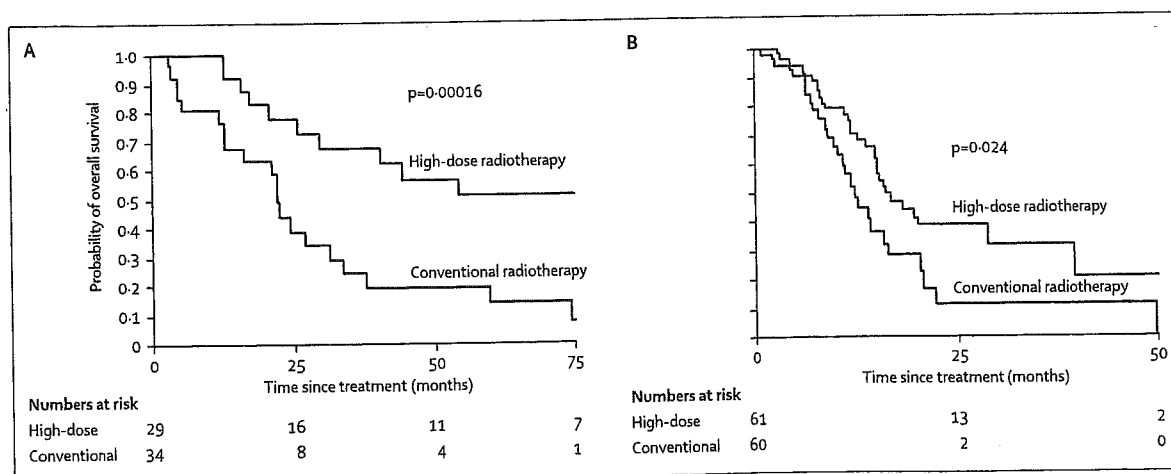 A
B
1·0
0·9
0·8
0·7
0·6
0·5
0·4
0·3
0·2
0·1
0
Probability of overall survival
p=0·00016
High-dose radiotherapy
Conventional radiotherapy
0 25 50 75
Time since treatment (months)
p=0·024
High-dose radiotherapy
Conventional radiotherapy
0 25 50
Time since treatment (months)
Numbers at risk
High-dose 29 16 11 7
Conventional 34 8 4 1
Numbers at risk
High-dose 61 13 2
Conventional 60 2 0